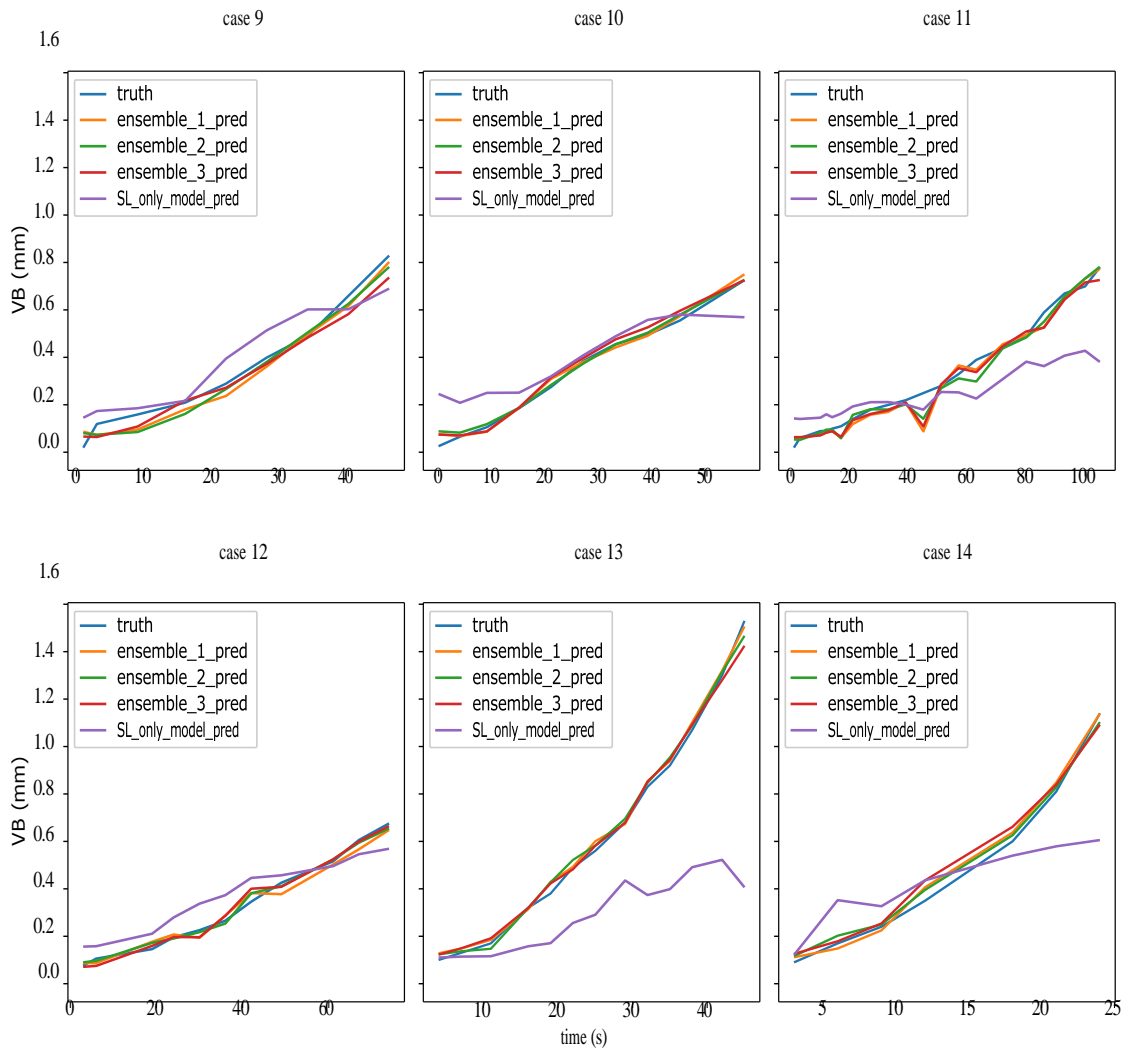 case 9
case 10
case 11
1.6
truth
ensemble_1_pred
ensemble_2_pred
ensemble_3_pred
SL_only_model_pred
truth
ensemble_1_pred
ensemble_2_pred
ensemble_3_pred
SL_only_model_pred
truth
ensemble_1_pred
ensemble_2_pred
ensemble_3_pred
SL_only_model_pred
1.4
1.2
1.0
0.8
0.6
0.4
0.2
0.0
VB (mm)
0 10 20 30 40
0 10 20 30 40 50
0 20 40 60 80 100
case 12
case 13
case 14
1.6
truth
ensemble_1_pred
ensemble_2_pred
ensemble_3_pred
SL_only_model_pred
truth
ensemble_1_pred
ensemble_2_pred
ensemble_3_pred
SL_only_model_pred
truth
ensemble_1_pred
ensemble_2_pred
ensemble_3_pred
SL_only_model_pred
1.4
1.2
1.0
0.8
0.6
0.4
0.2
0.0
VB (mm)
0 20 40 60
10 20 30 40
5 10 15 20 25
time (s)